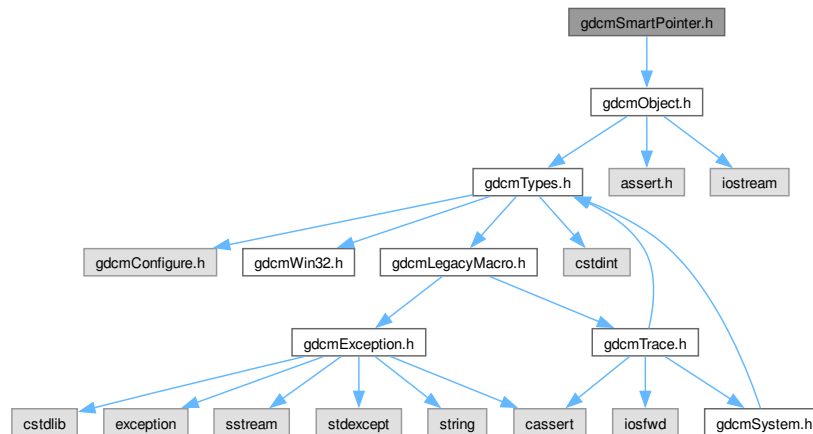 gdcmSmartPointer.h
gdcmObject.h
gdcmTypes.h
assert.h
iostream
gdcmConfigure.h
gdcmWin32.h
gdcmLegacyMacro.h
cstdint
gdcmException.h
gdcmTrace.h
cstdlib
exception
sstream
stdexcept
string
cassert
iosfwd
gdcmSystem.h